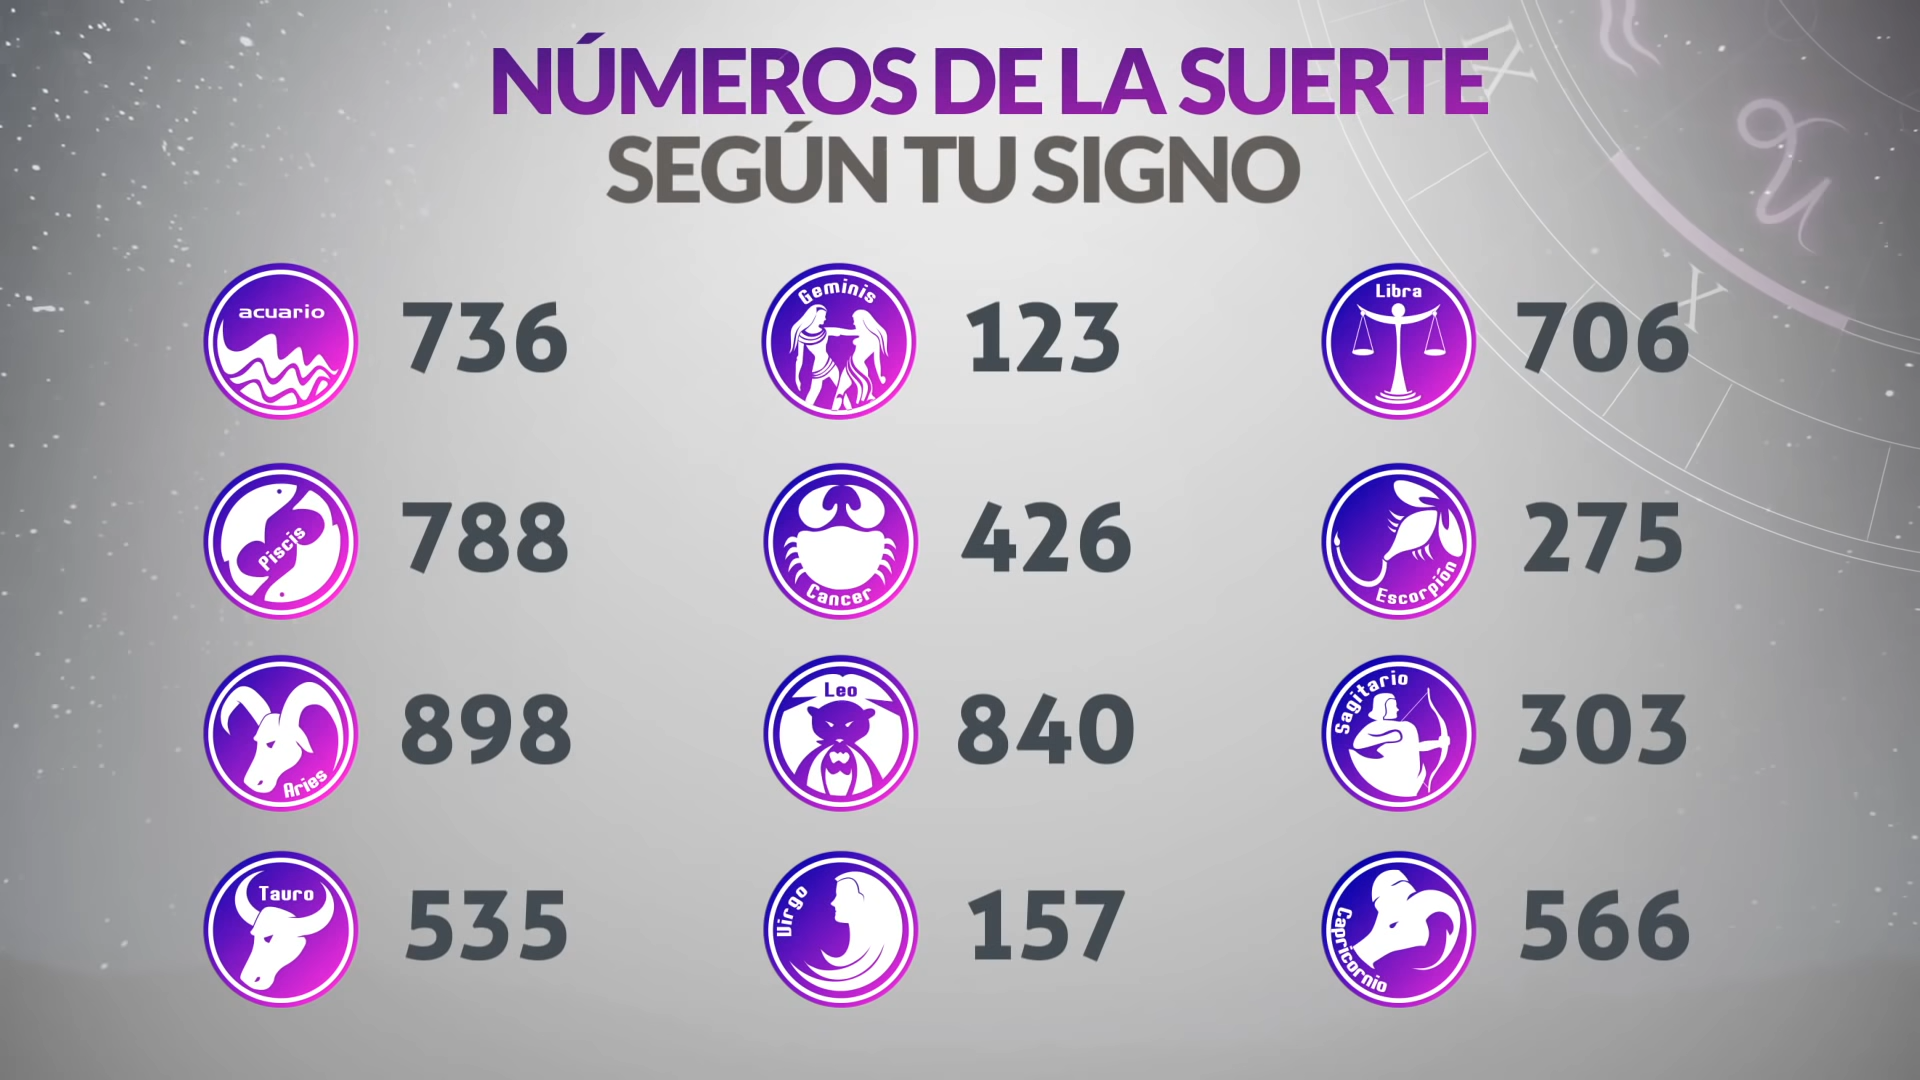 NÚMEROS DE LA SUERTE
SEGÚN TU SIGNO
acuario 736
Geminis 123
Libra 706
Piscis 788
Cancer 426
Escorpión 275
Aries 898
Leo 840
Sagitario 303
Tauro 535
Virgo 157
Capricornio 566
IX
X